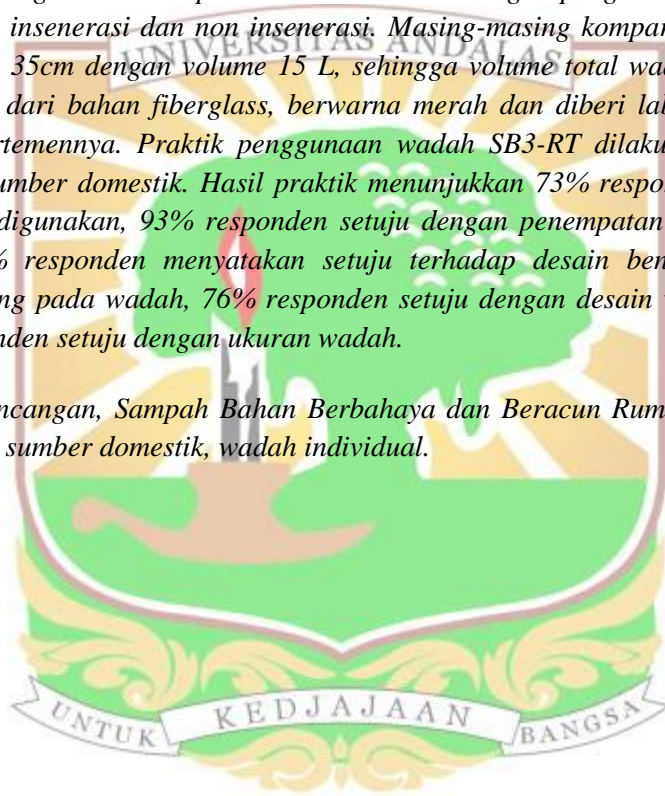 insenerasi dan non insenerasi. Masing-masing kompar
UNIVERSITAS ANDALAS
35cm dengan volume 15 L, sehingga volume total wad
dari bahan fiberglass, berwarna merah dan diberi lab
rtemennya. Praktik penggunaan wadah SB3-RT dilaku
umber domestik. Hasil praktik menunjukkan 73% respon
digunakan, 93% responden setuju dengan penempatan
% responden menyatakan setuju terhadap desain ben
ng pada wadah, 76% responden setuju dengan desain
nden setuju dengan ukuran wadah.
ncangan, Sampah Bahan Berbahaya dan Beracun Rum
sumber domestik, wadah individual.
UNTUK KEDJAJAAN BANGSA